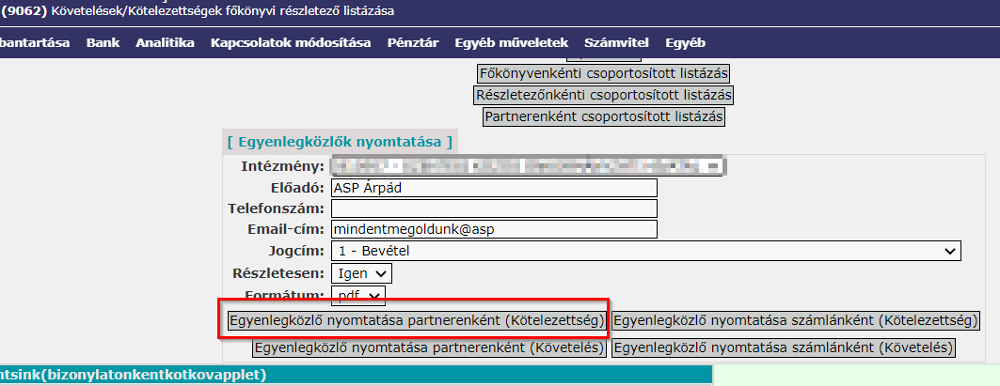 (9062) Követelések/Kötelezettségek főkönyvi részletező listázása
bantartása Bank Analitika Kapcsolatok módosítása Pénztár Egyéb műveletek Számvitel Egyéb
Főkönyvenkénti csoportosított listázás
Részletezőnkénti csoportosított listázás
Partnerenként csoportosított listázás
[ Egyenlegközlők nyomtatása ]
Intézmény:
Előadó: ASP Árpád
Telefonszám:
Email-cím: mindentmegoldunk@asp
Jogcím: 1 - Bevétel
Részletesen: Igen
Formátum: pdf
Egyenlegközlő nyomtatása partnerenként (Kötelezettség) Egyenlegközlő nyomtatása számlánként (Kötelezettség)
Egyenlegközlő nyomtatása partnerenként (Követelés) Egyenlegközlő nyomtatása számlánként (Követelés)
ntsink(bizonylatonkentkotkovapplet)